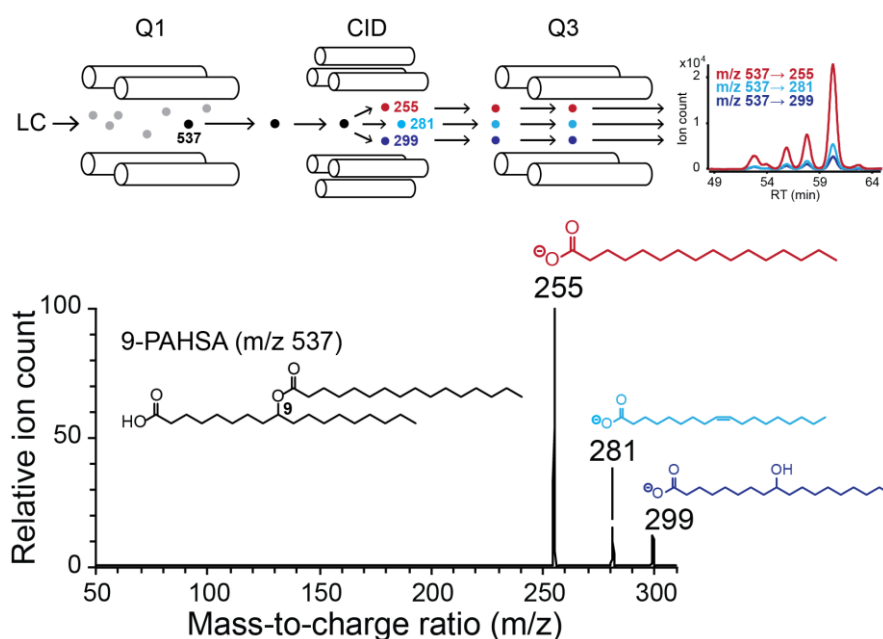 Q1 CID Q3
LC
537
255
281
299
x10⁴
2
1
0
Ion count
m/z 537→ 255
m/z 537→ 281
m/z 537→ 299
49 54 59 64
RT (min)
⊖O
O
255
100
50
0
Relative ion count
9-PAHSA (m/z 537)
O
O
O
HO
9
281
⊖O
O
299
⊖O
O
OH
50 100 150 200 250 300
Mass-to-charge ratio (m/z)